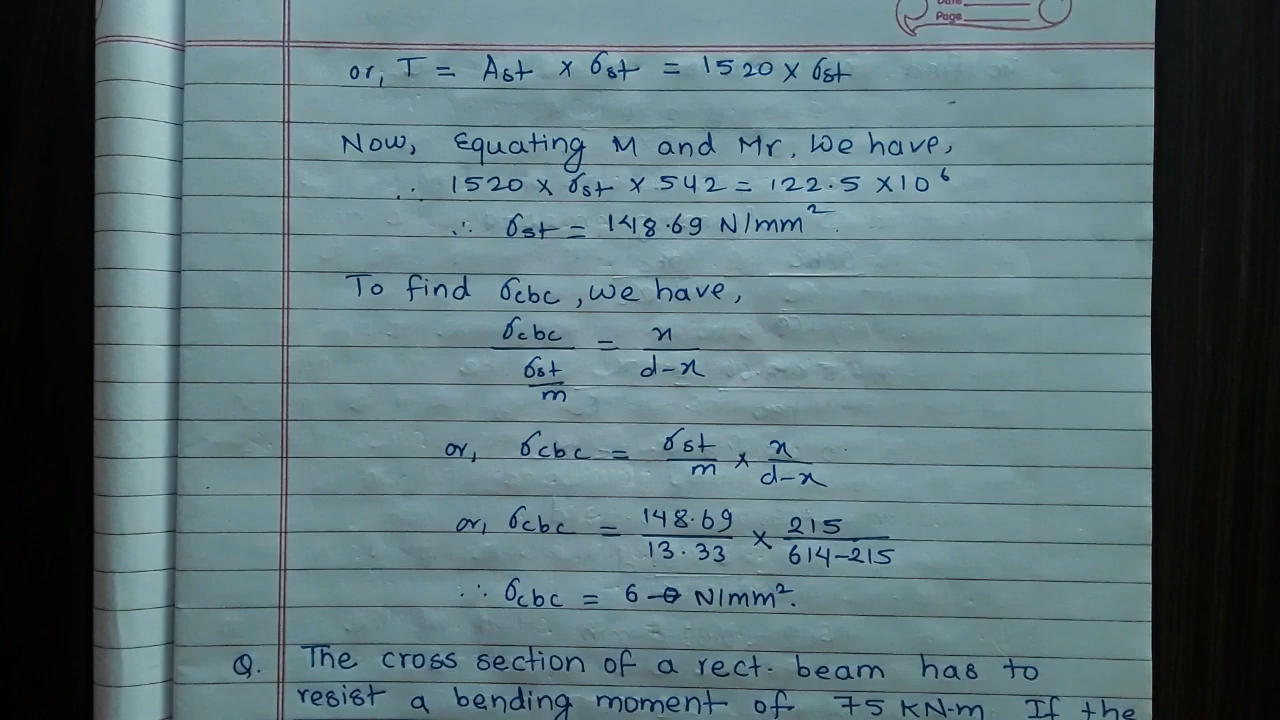 Date
Page
or, T = Ast × σst = 1520 × σst
Now, Equating M and Mr, We have,
∴ 1520 × σst × 542 = 122.5 × 10⁶
∴ σst = 148.69 N/mm²
To find σcbc, we have,
σcbc / (σst / m) = x / (d-x)
or, σcbc = σst / m × x / (d-x)
or, σcbc = 148.69 / 13.33 × 215 / (614-215)
∴ σcbc = 6 N/mm².
Q. The cross section of a rect. beam has to
resist a bending moment of 75 KN-m If the